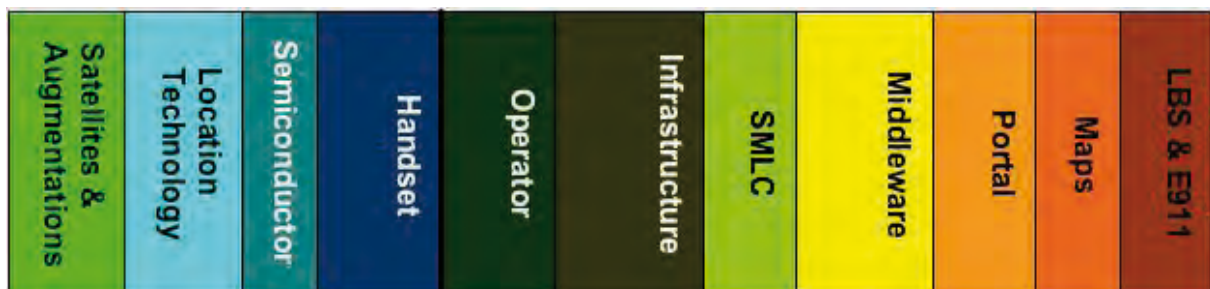 Satellites &
Augmentations
Location
Technology
Semiconductor
Handset
Operator
Infrastructure
SMLC
Middleware
Portal
Maps
LBS & E911